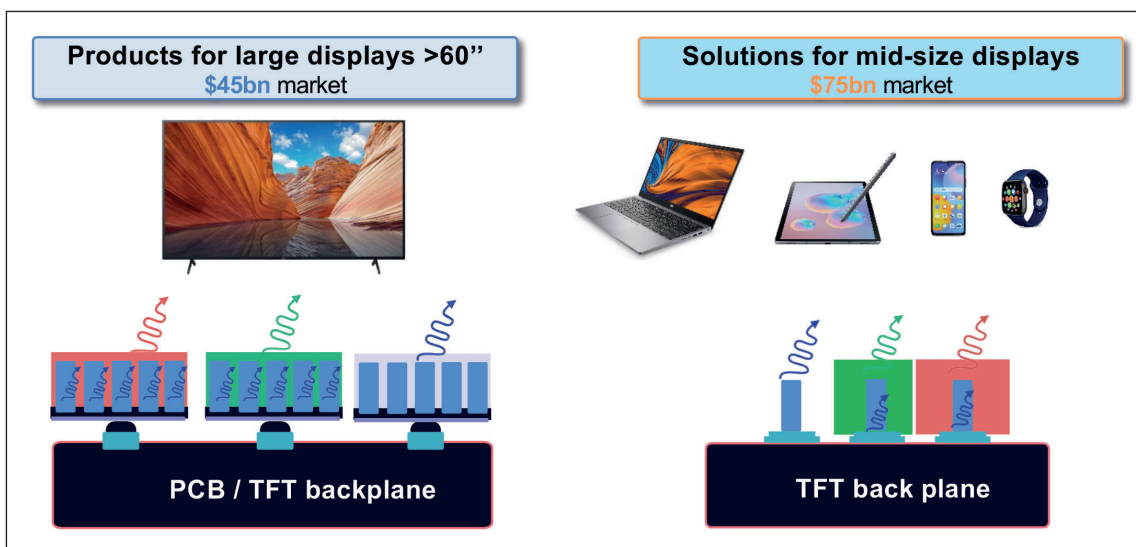 Products for large displays >60’’
$45bn market
Solutions for mid-size displays
$75bn market
PCB / TFT backplane
TFT back plane